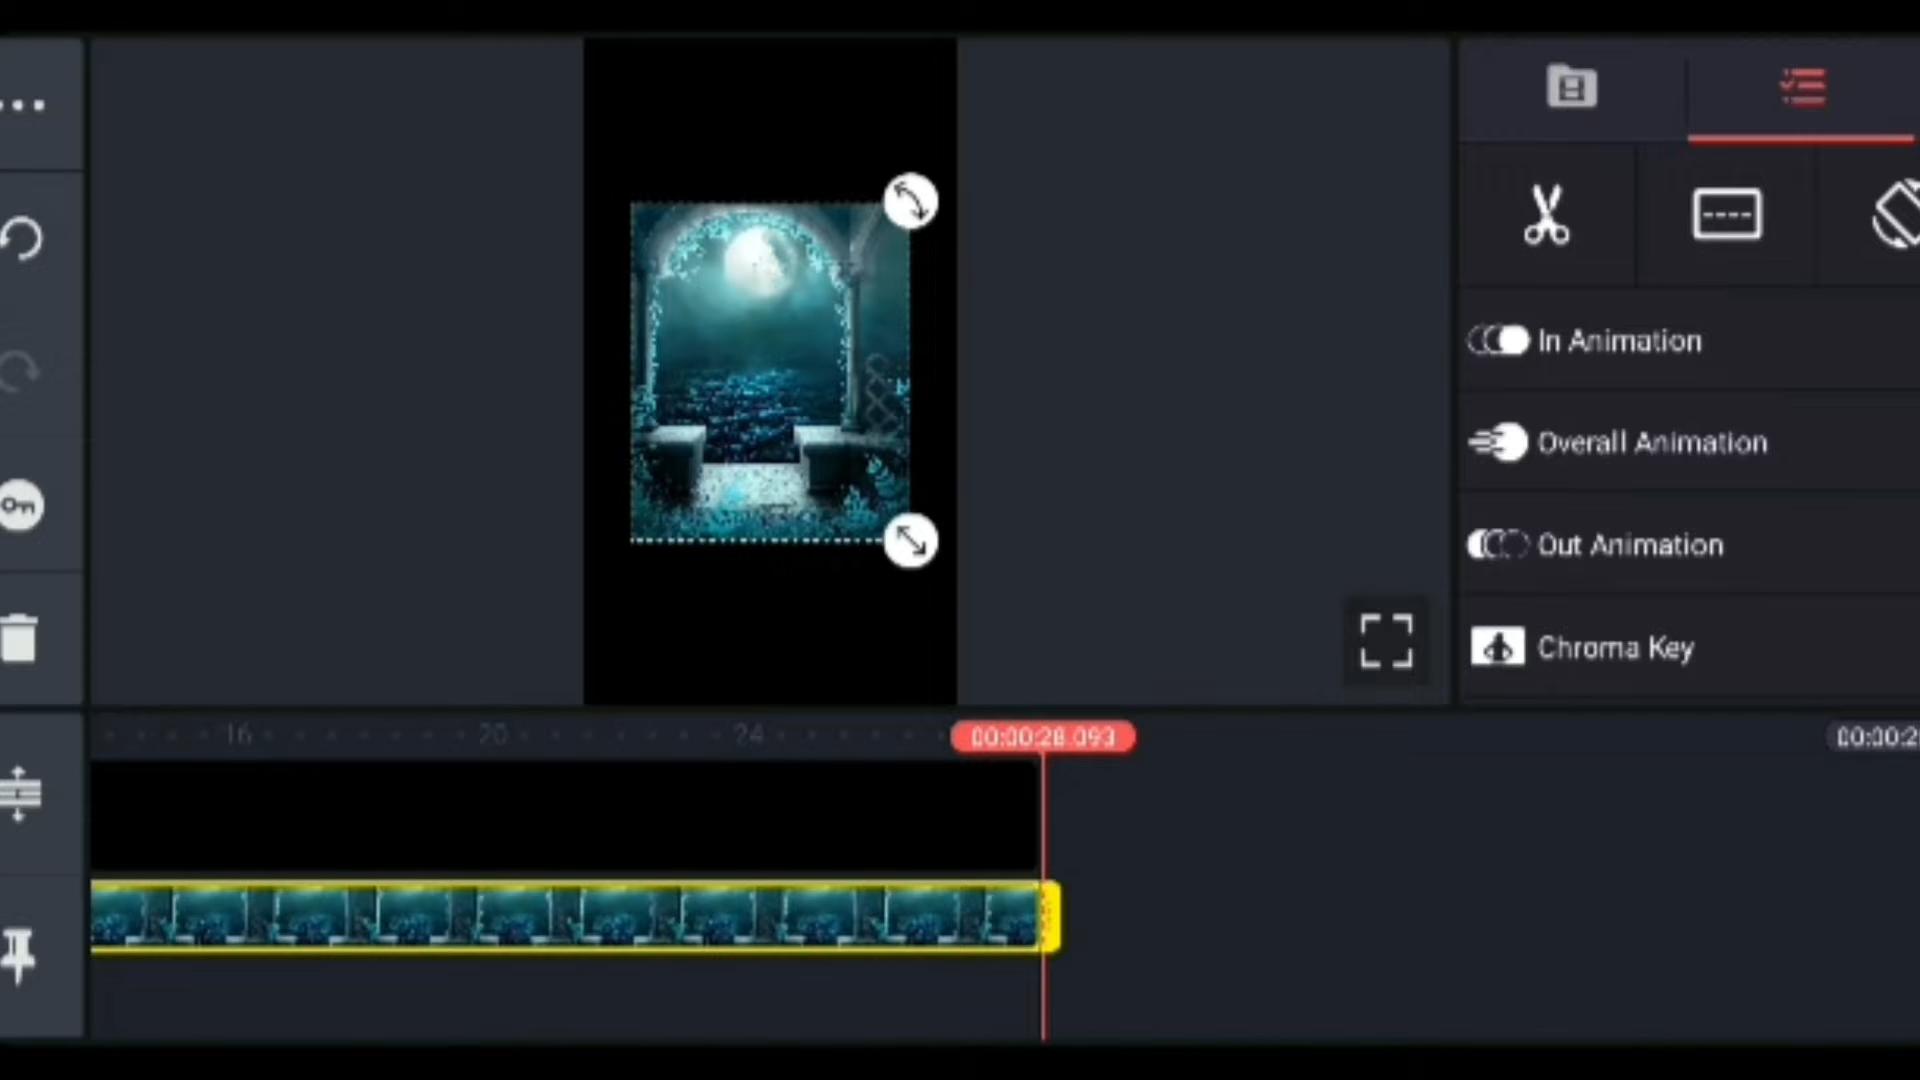 In Animation
Overall Animation
Out Animation
Chroma Key
16
20
24
00:00:28.093
00:00:2